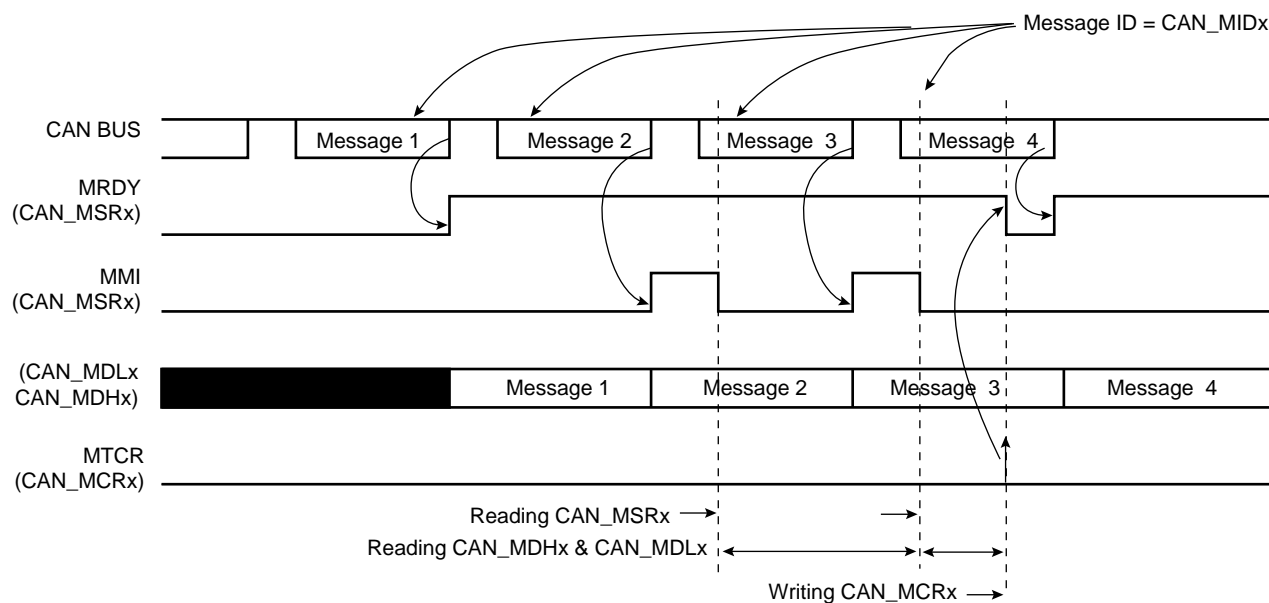 Message ID = CAN_MIDx
CAN BUS
Message 1
Message 2
Message 3
Message 4
MRDY
(CAN_MSRx)
MMI
(CAN_MSRx)
(CAN_MDLx
CAN_MDHx)
Message 1
Message 2
Message 3
Message 4
MTCR
(CAN_MCRx)
Reading CAN_MSRx
Reading CAN_MDHx & CAN_MDLx
Writing CAN_MCRx